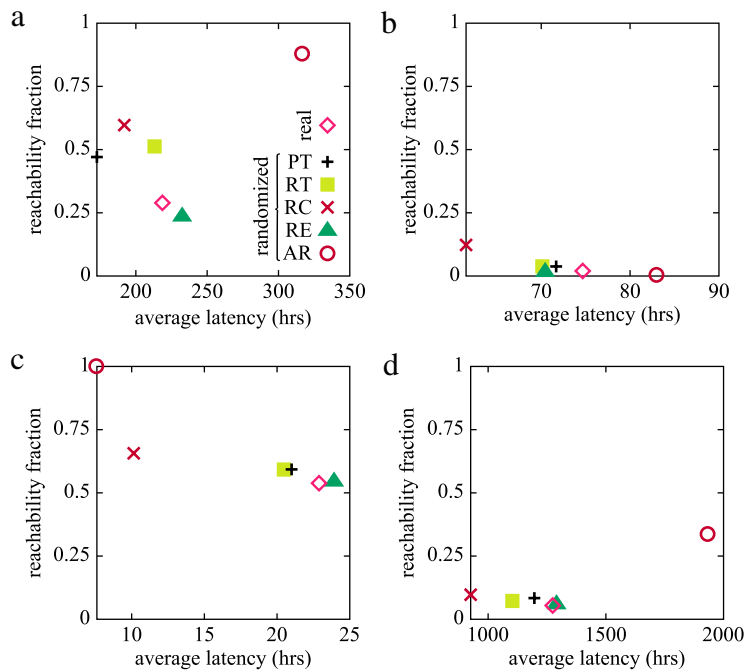 a
1
0.75
0.5
0.25
0
reachability fraction
200
250
300
350
average latency (hrs)
real
randomized
PT
RT
RC
RE
AR
b
1
0.75
0.5
0.25
0
reachability fraction
70
80
90
average latency (hrs)
c
1
0.75
0.5
0.25
0
reachability fraction
10
15
20
25
average latency (hrs)
d
1
0.75
0.5
0.25
0
reachability fraction
1000
1500
2000
average latency (hrs)